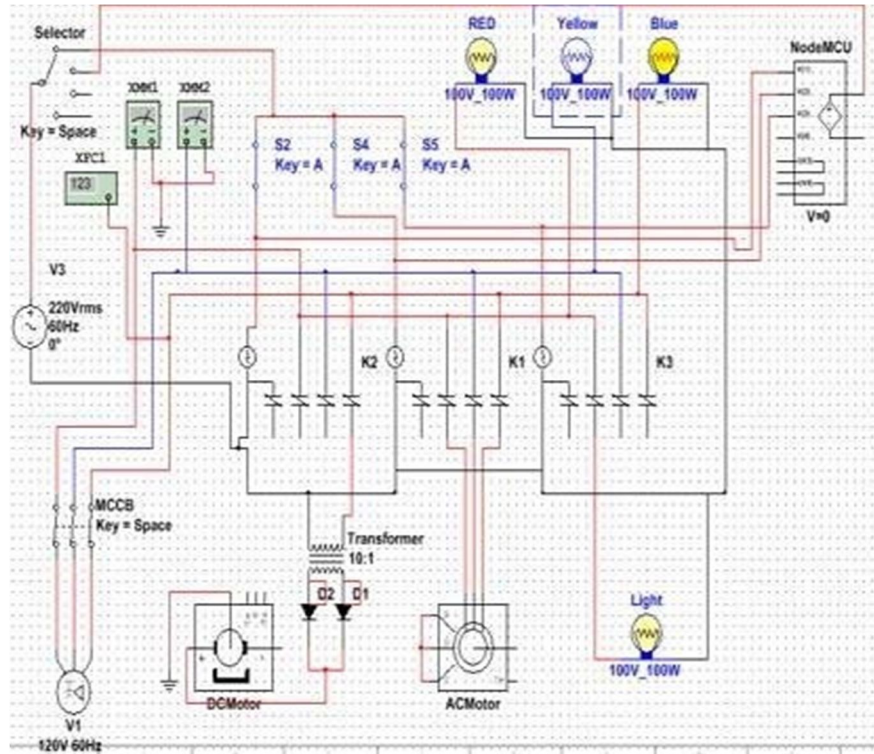 Selector
Key = Space
XMM1
XMM2
XFC1
123
RED
Yellow
Blue
100V_100W
100V_100W
100V_100W
NodeMCU
V=0
S2
Key = A
S4
Key = A
S5
Key = A
V3
220Vrms
60Hz
0°
K2
K1
K3
MCCB
Key = Space
Transformer
10:1
D2
D1
DCMotor
ACMotor
Light
100V_100W
V1
120V 60Hz